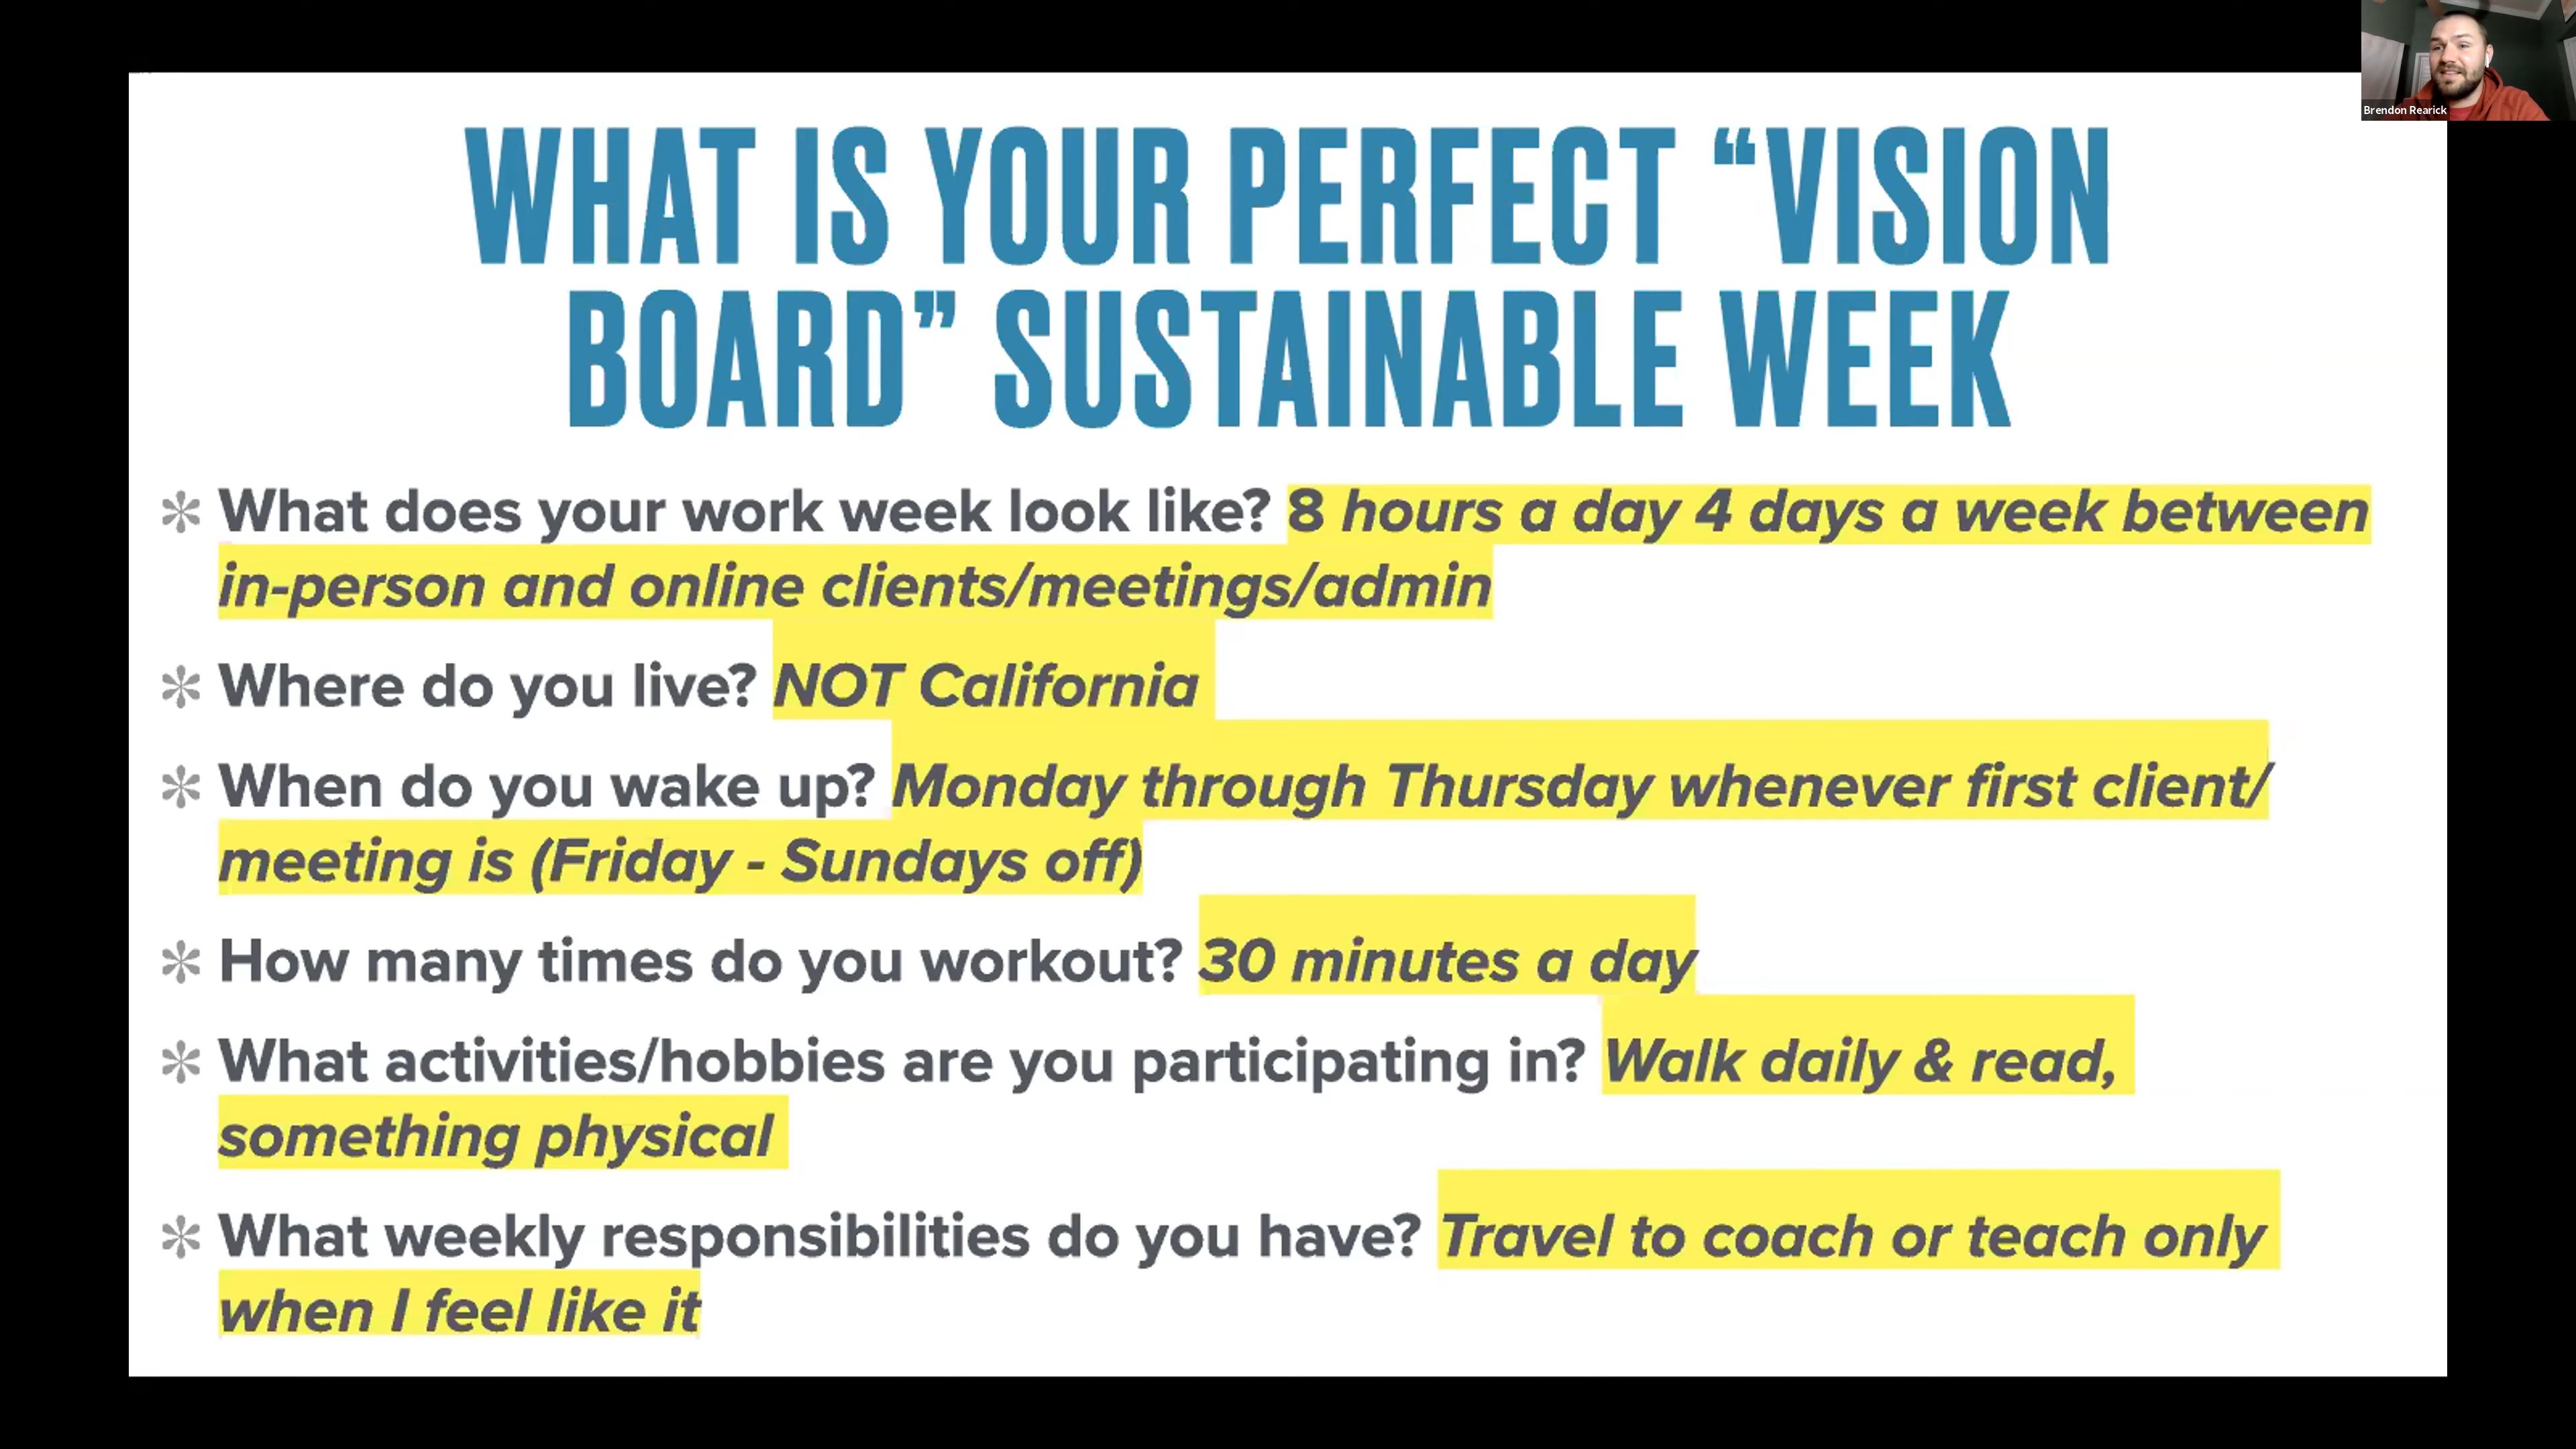 Brendon Rearick
WHAT IS YOUR PERFECT “VISION
BOARD” SUSTAINABLE WEEK
✼ What does your work week look like? 8 hours a day 4 days a week between
in-person and online clients/meetings/admin
✼ Where do you live? NOT California
✼ When do you wake up? Monday through Thursday whenever first client/
meeting is (Friday - Sundays off)
✼ How many times do you workout? 30 minutes a day
✼ What activities/hobbies are you participating in? Walk daily & read,
something physical
✼ What weekly responsibilities do you have? Travel to coach or teach only
when I feel like it